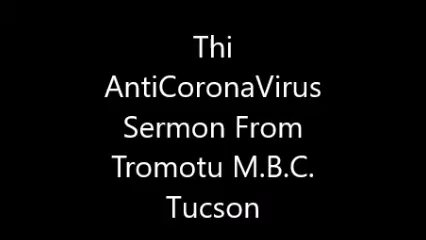 Thi
AntiCoronaVirus
Sermon From
Tromotu M.B.C.
Tucson